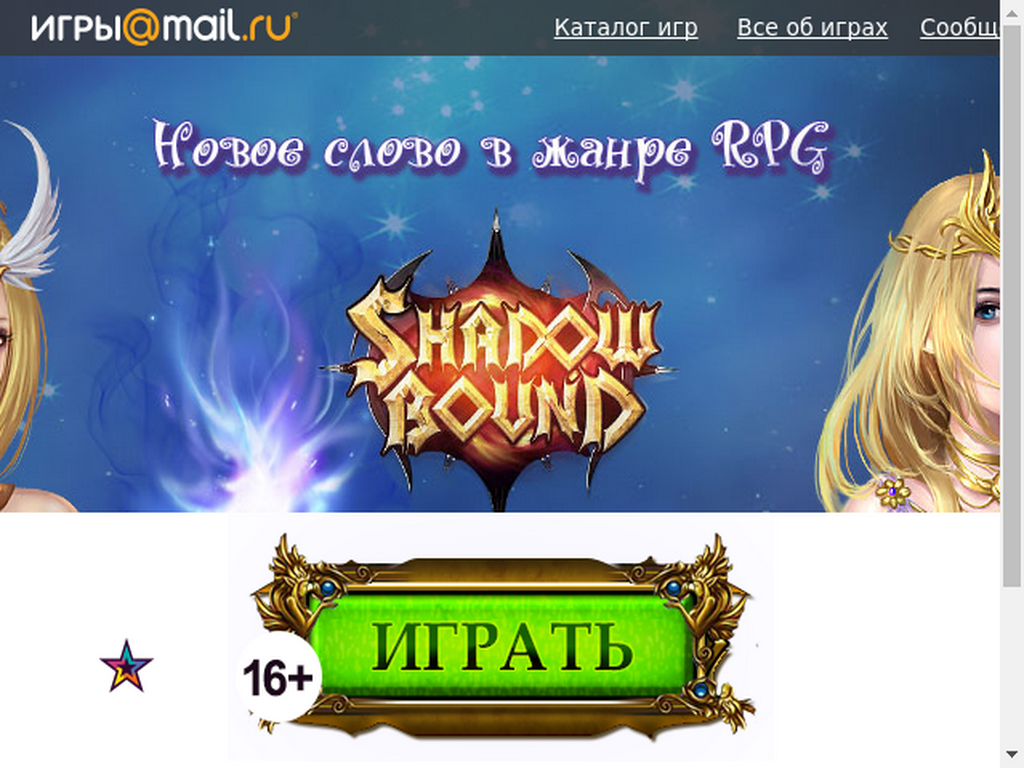 ИГРЫ@mail.ru
Каталог игр Все об играх Сообщ
Новое слово в жанре RPG
SHADOW
BOUND
ИГРАТЬ
16+